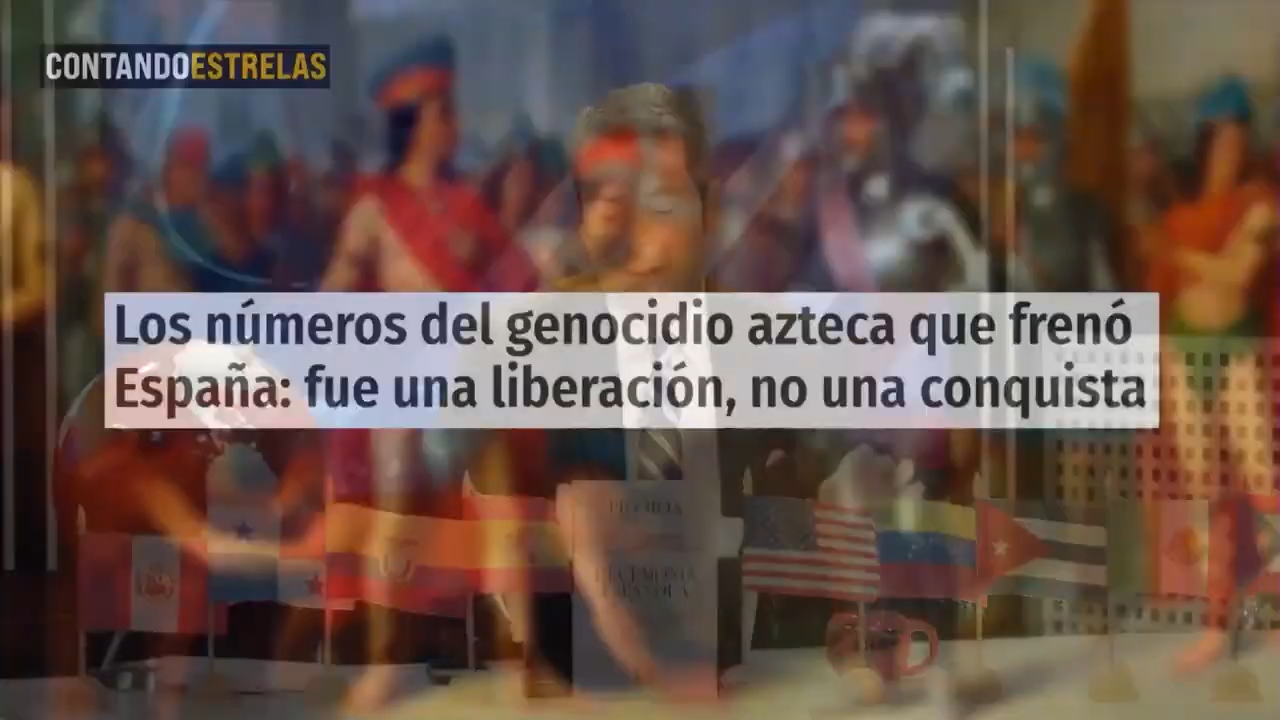 CONTANDOESTRELAS
Los números del genocidio azteca que frenó
España: fue una liberación, no una conquista